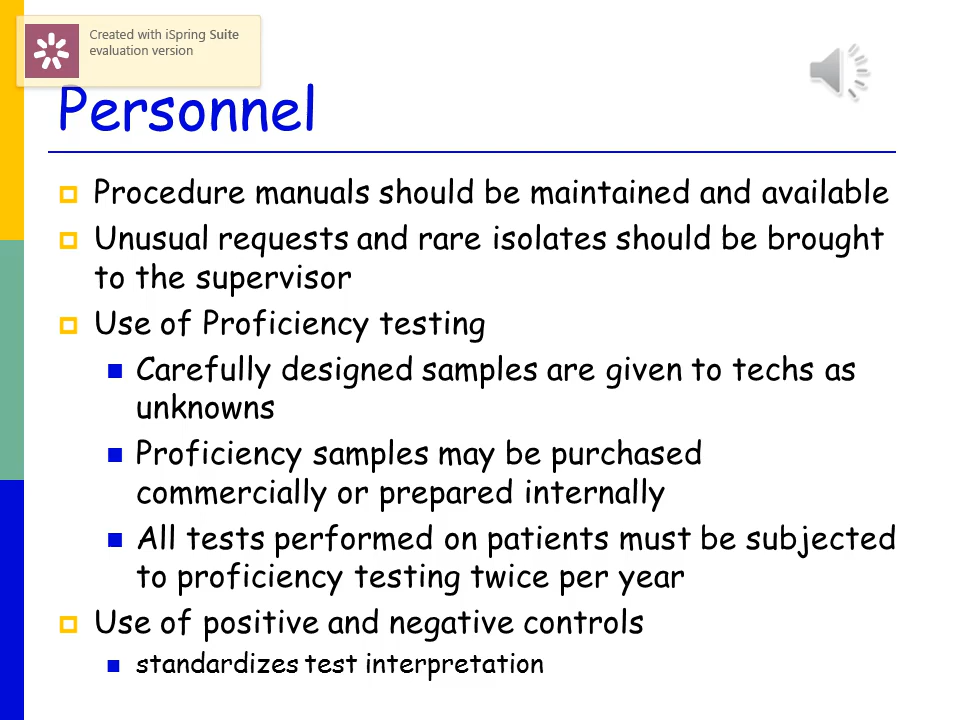 Created with iSpring Suite
evaluation version
Personnel
Procedure manuals should be maintained and available
Unusual requests and rare isolates should be brought
to the supervisor
Use of Proficiency testing
Carefully designed samples are given to techs as
unknowns
Proficiency samples may be purchased
commercially or prepared internally
All tests performed on patients must be subjected
to proficiency testing twice per year
Use of positive and negative controls
standardizes test interpretation